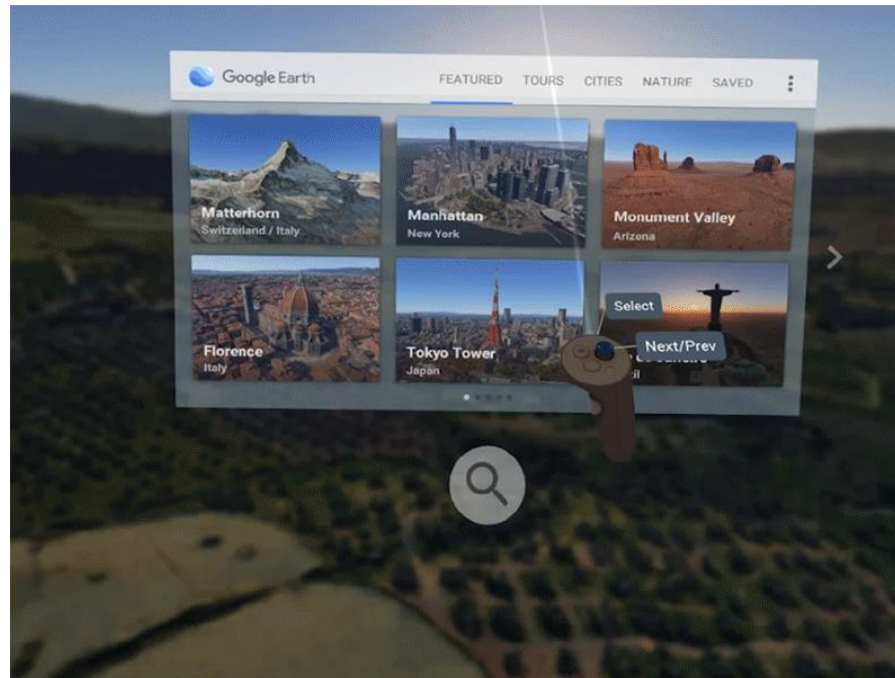 Google Earth
FEATURED
TOURS
CITIES
NATURE
SAVED
Matterhorn
Switzerland / Italy
Manhattan
New York
Monument Valley
Arizona
Florence
Italy
Tokyo Tower
Japan
Select
Next/Prev